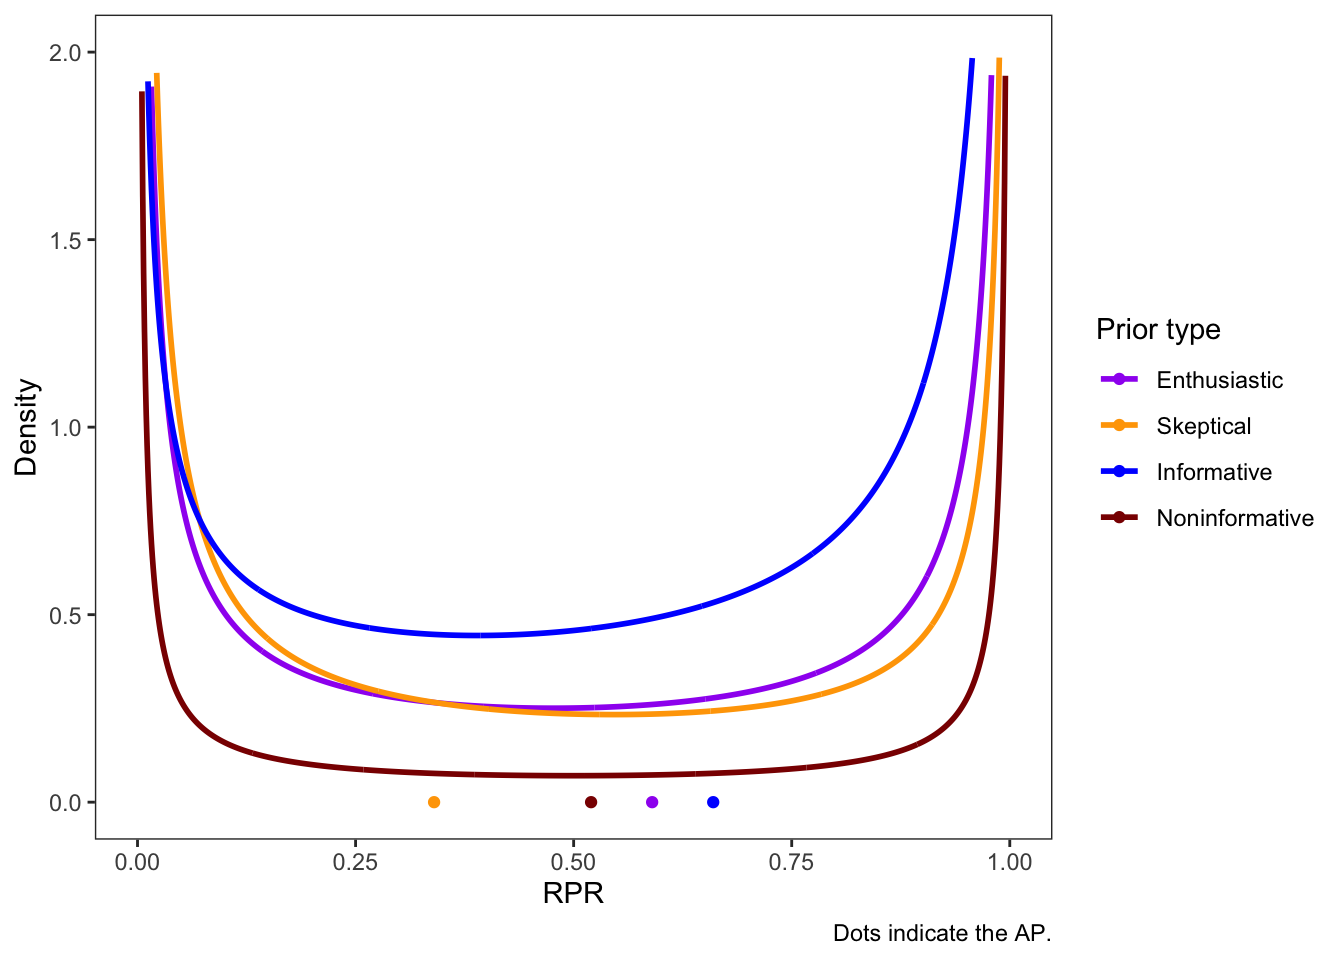 2.0
1.5
1.0
0.5
0.0
Density
0.00 0.25 0.50 0.75 1.00
RPR
Prior type
Enthusiastic
Skeptical
Informative
Noninformative
Dots indicate the AP.